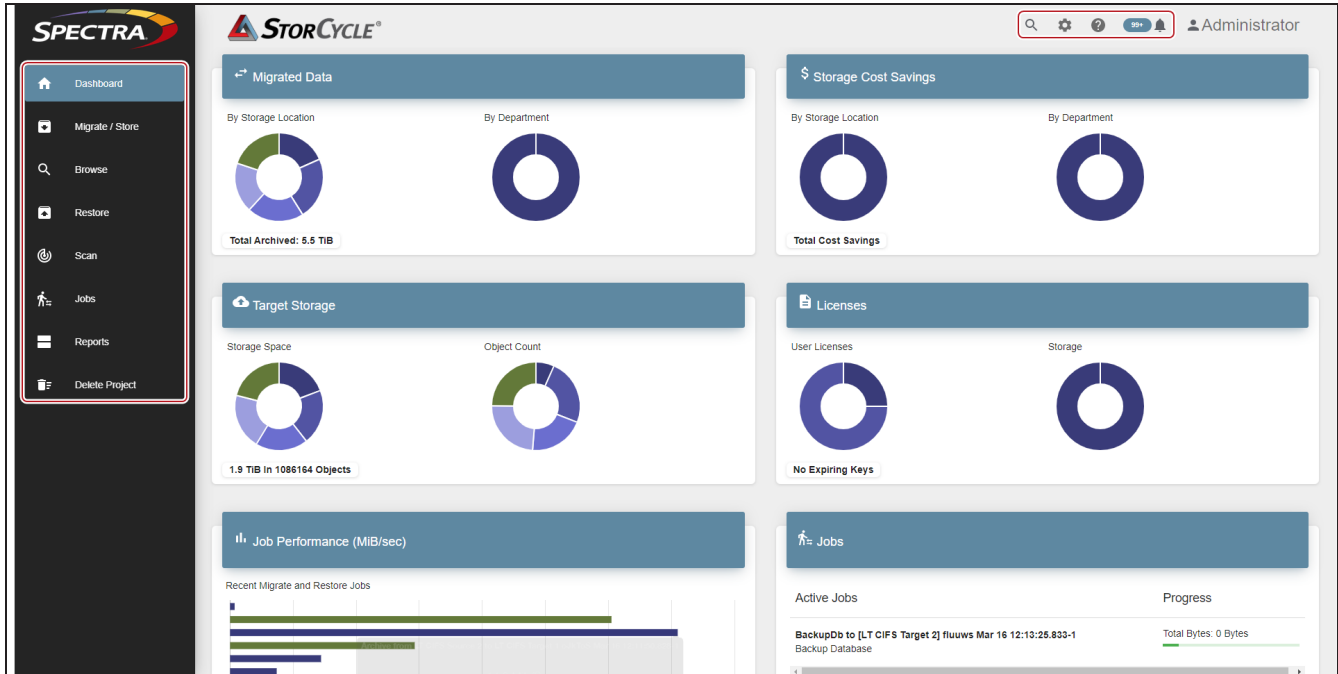 SPECTRA
STORCYCLE®
99+
Administrator
Dashboard
Migrate / Store
Browse
Restore
Scan
Jobs
Reports
Delete Project
Migrated Data
By Storage Location
By Department
Total Archived: 5.5 TiB
$ Storage Cost Savings
By Storage Location
By Department
Total Cost Savings
Target Storage
Storage Space
Object Count
1.9 TiB In 1086164 Objects
Licenses
User Licenses
Storage
No Expiring Keys
Job Performance (MiB/sec)
Recent Migrate and Restore Jobs
Jobs
Active Jobs
Progress
BackupDb to [LT CIFS Target 2] fluuws Mar 16 12:13:25.833-1
Backup Database
Total Bytes: 0 Bytes